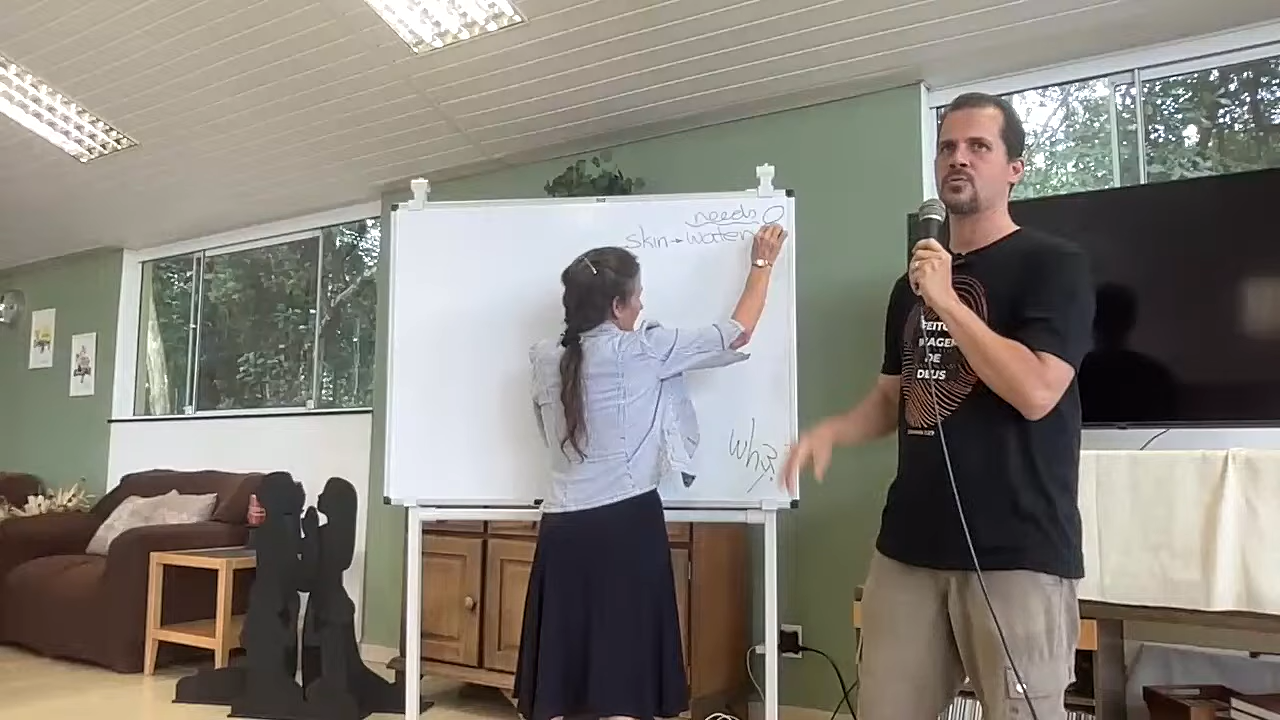 needs
skin → water
why?
FEITO
IMAGEM
DE
DEUS